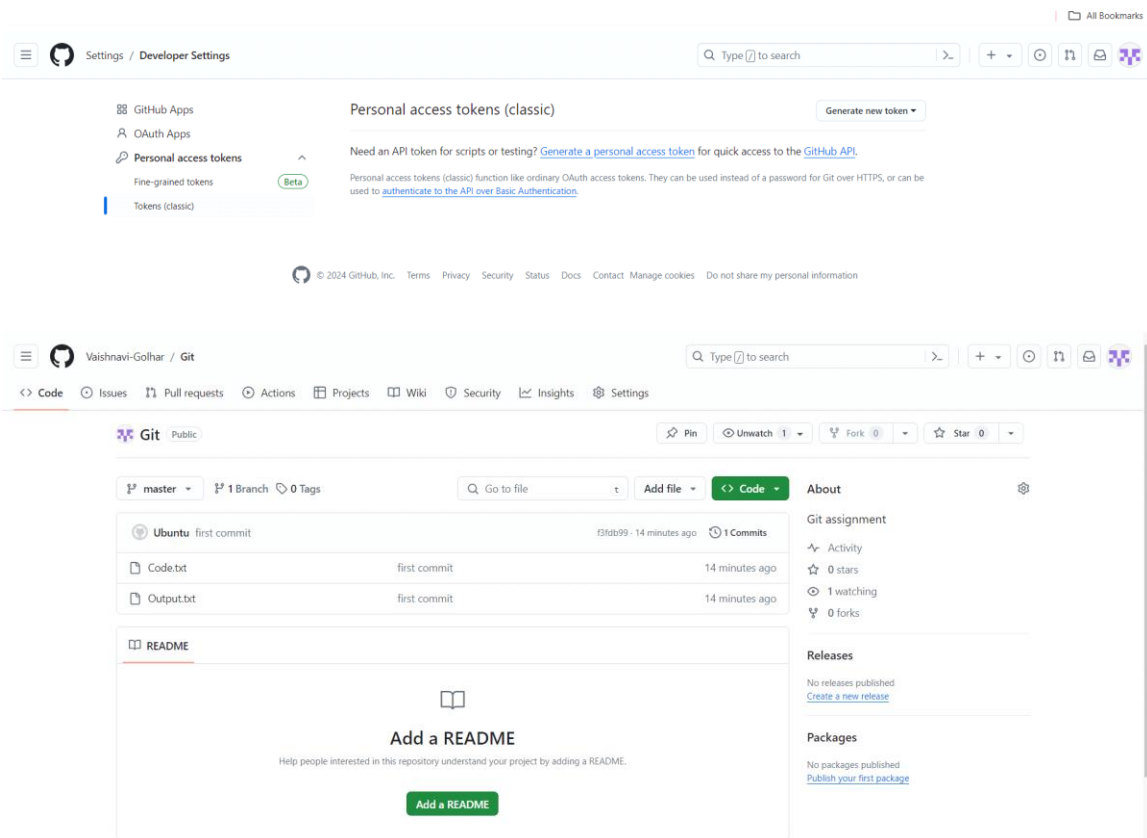 All Bookmarks
Settings / Developer Settings
Type / to search
GitHub Apps
OAuth Apps
Personal access tokens
Fine-grained tokens Beta
Tokens (classic)
Personal access tokens (classic)
Generate new token
Need an API token for scripts or testing? Generate a personal access token for quick access to the GitHub API.
Personal access tokens (classic) function like ordinary OAuth access tokens. They can be used instead of a password for Git over HTTPS, or can be
used to authenticate to the API over Basic Authentication.
© 2024 GitHub, Inc. Terms Privacy Security Status Docs Contact Manage cookies Do not share my personal information
Vaishnavi-Golhar / Git
Type / to search
Code Issues Pull requests Actions Projects Wiki Security Insights Settings
Git Public
Pin Unwatch 1 Fork 0 Star 0
master 1 Branch 0 Tags
Go to file t
Add file
Code
Ubuntu first commit f3fdb99 · 14 minutes ago 1 Commits
Code.txt first commit 14 minutes ago
Output.txt first commit 14 minutes ago
README
Add a README
Help people interested in this repository understand your project by adding a README.
Add a README
About
Git assignment
Activity
0 stars
1 watching
0 forks
Releases
No releases published
Create a new release
Packages
No packages published
Publish your first package